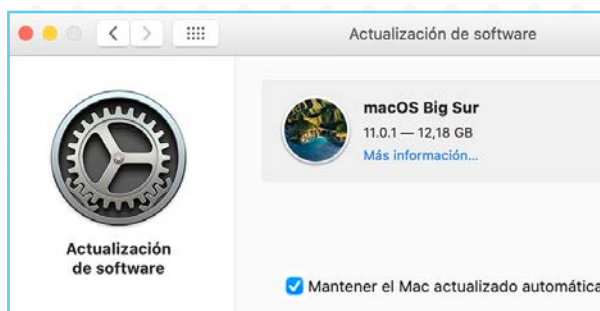 Actualización de software
macOS Big Sur
11.0.1 — 12,18 GB
Más información...
Actualización
de software
Mantener el Mac actualizado automática